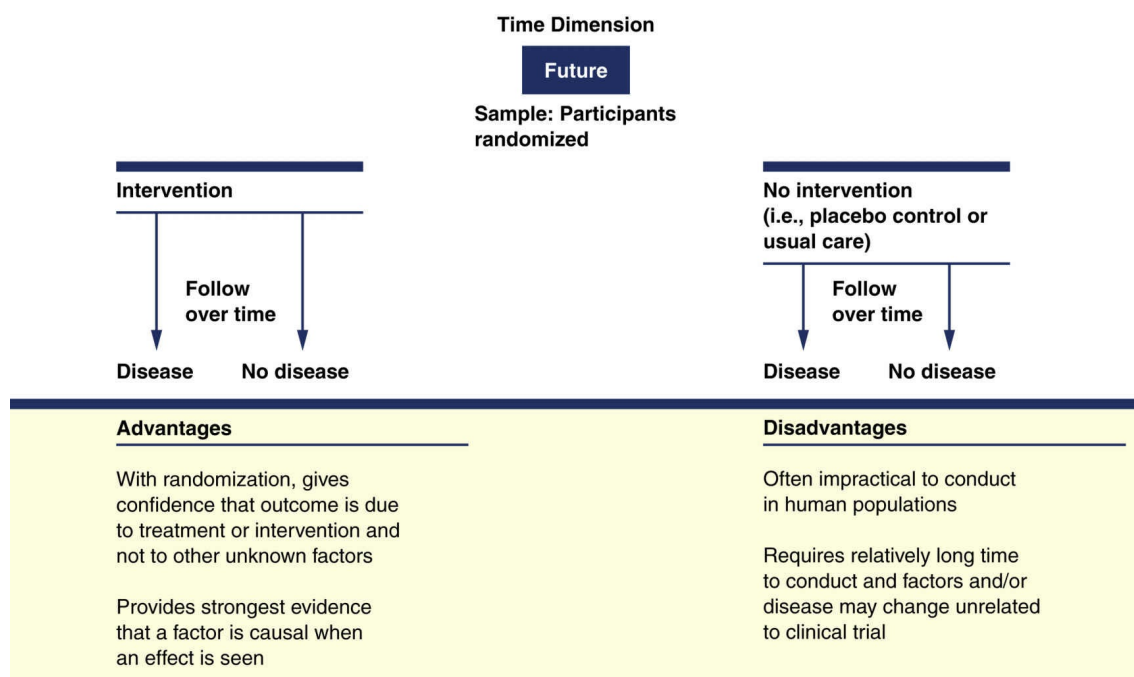 Time Dimension
Future
Sample: Participants
randomized
Intervention
Follow
over time
Disease
No disease
No intervention
(i.e., placebo control or
usual care)
Follow
over time
Disease
No disease
Advantages
With randomization, gives
confidence that outcome is due
to treatment or intervention and
not to other unknown factors
Provides strongest evidence
that a factor is causal when
an effect is seen
Disadvantages
Often impractical to conduct
in human populations
Requires relatively long time
to conduct and factors and/or
disease may change unrelated
to clinical trial